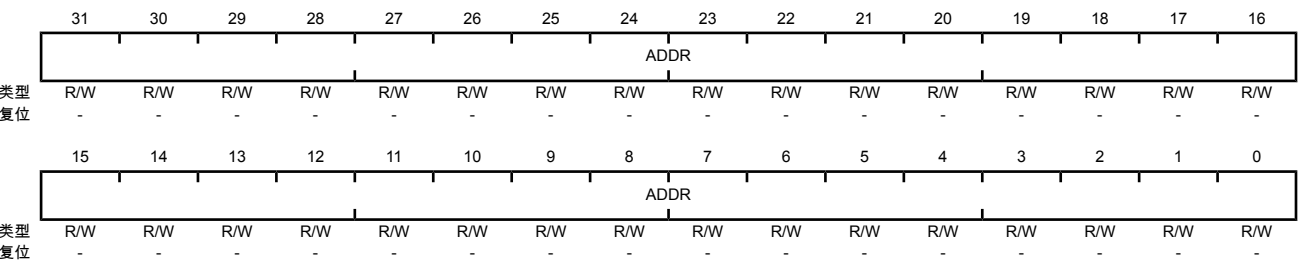 31 30 29 28 27 26 25 24 23 22 21 20 19 18 17 16
ADDR
类型 R/W R/W R/W R/W R/W R/W R/W R/W R/W R/W R/W R/W R/W R/W R/W R/W
复位 - - - - - - - - - - - - - - - -
15 14 13 12 11 10 9 8 7 6 5 4 3 2 1 0
ADDR
类型 R/W R/W R/W R/W R/W R/W R/W R/W R/W R/W R/W R/W R/W R/W R/W R/W
复位 - - - - - - - - - - - - - - - -